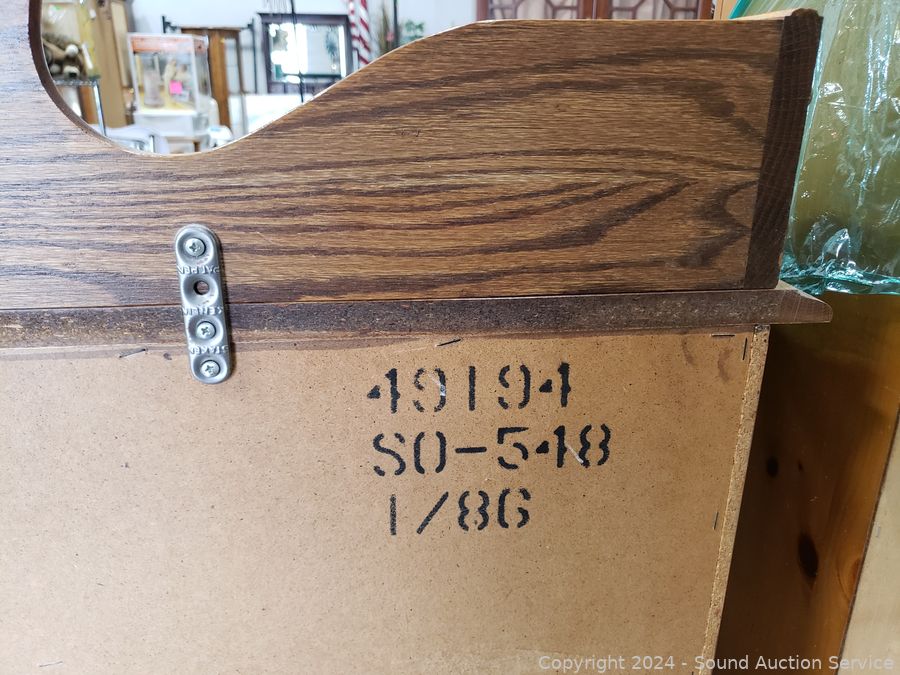 49194
SO-548
1/86
Copyright © 2024 - Sound Auction Service